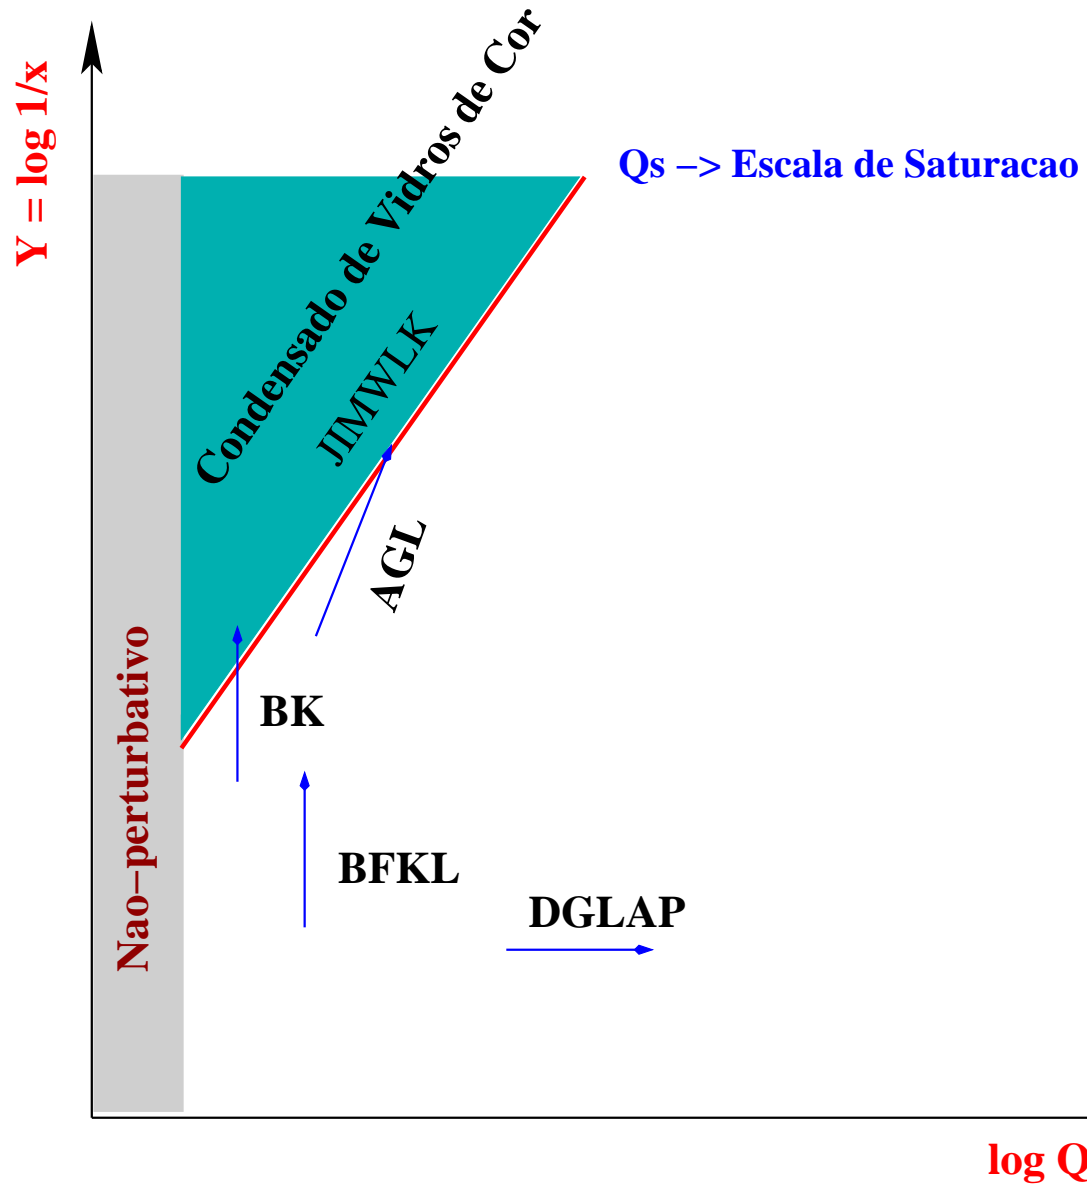 Y = log 1/x
Condensado de Vidros de Cor
Qs −> Escala de Saturacao
JIMWLK
AGL
Nao−perturbativo
BK
BFKL
DGLAP
log Q